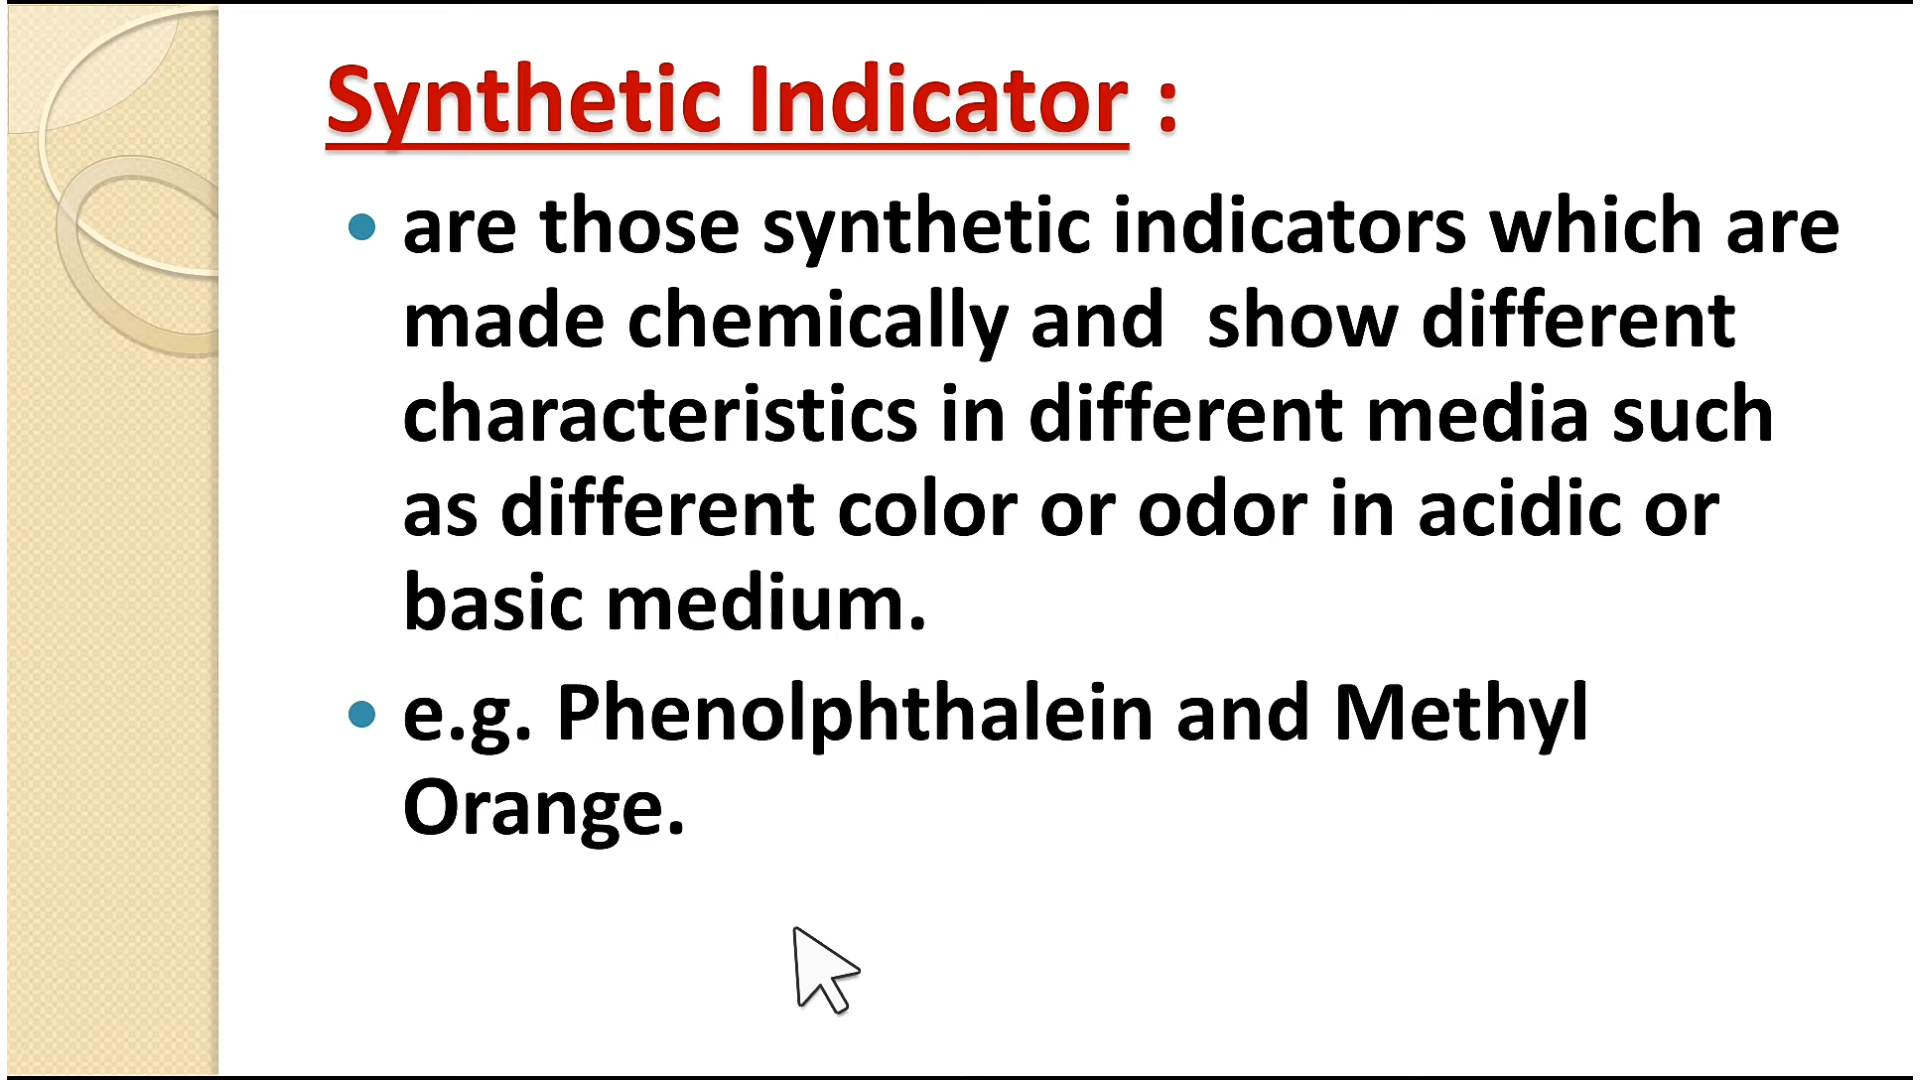 Synthetic Indicator :
• are those synthetic indicators which are
made chemically and  show different
characteristics in different media such
as different color or odor in acidic or
basic medium.
• e.g. Phenolphthalein and Methyl
Orange.